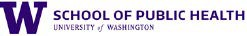 W SCHOOL OF PUBLIC HEALTH
UNIVERSITY of WASHINGTON